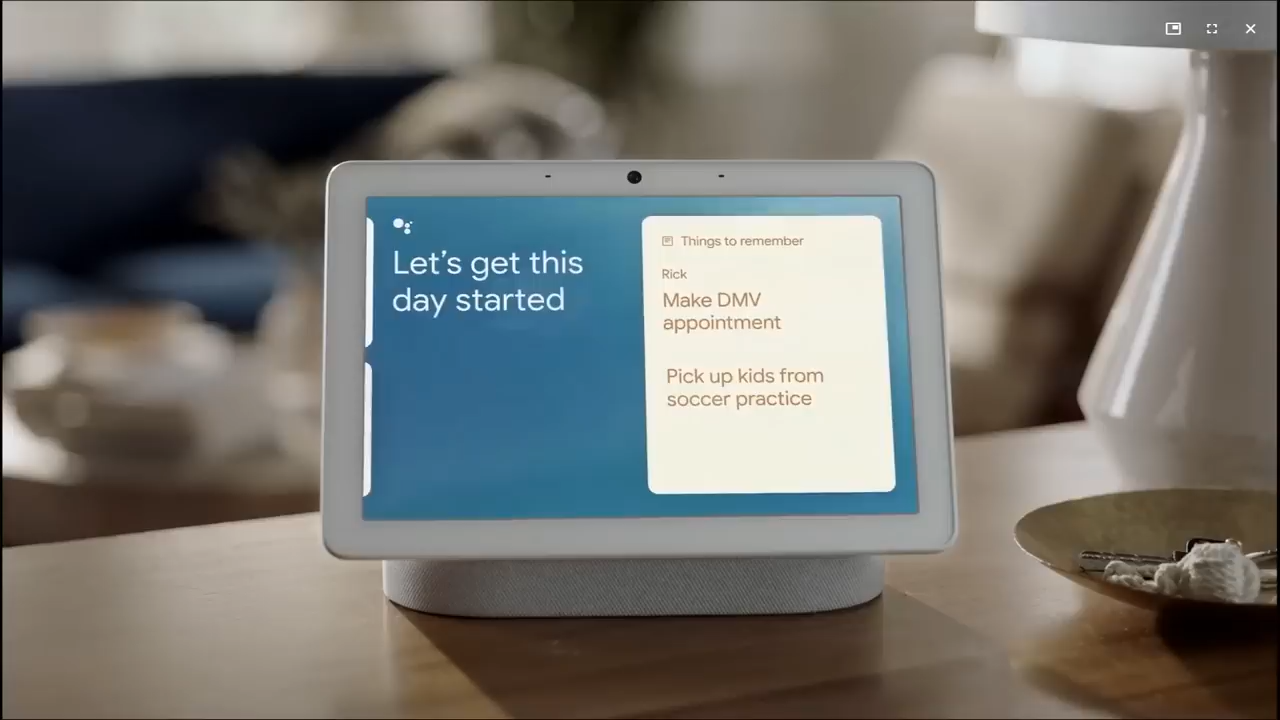 Let's get this
day started
Things to remember
Rick
Make DMV
appointment
Pick up kids from
soccer practice